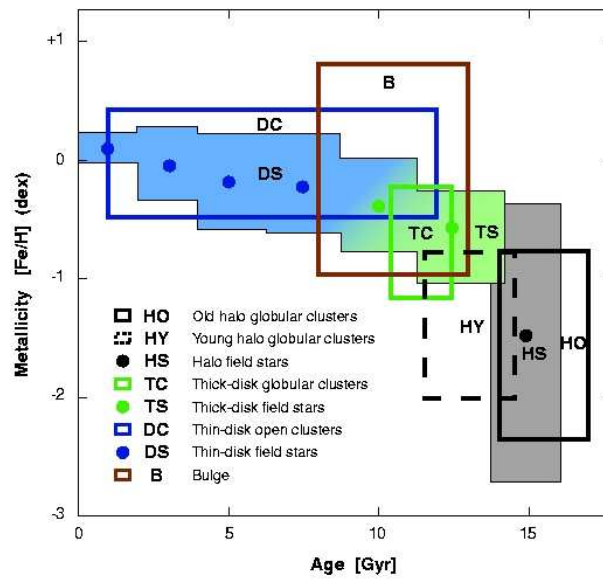 +1
0
-1
-2
-3
Metallicity [Fe/H] (dex)
B
DC
DS
TC TS
HY
HS
HO
HO Old halo globular clusters
HY Young halo globular clusters
HS Halo field stars
TC Thick-disk globular clusters
TS Thick-disk field stars
DC Thin-disk open clusters
DS Thin-disk field stars
B Bulge
0 5 10 15
Age [Gyr]